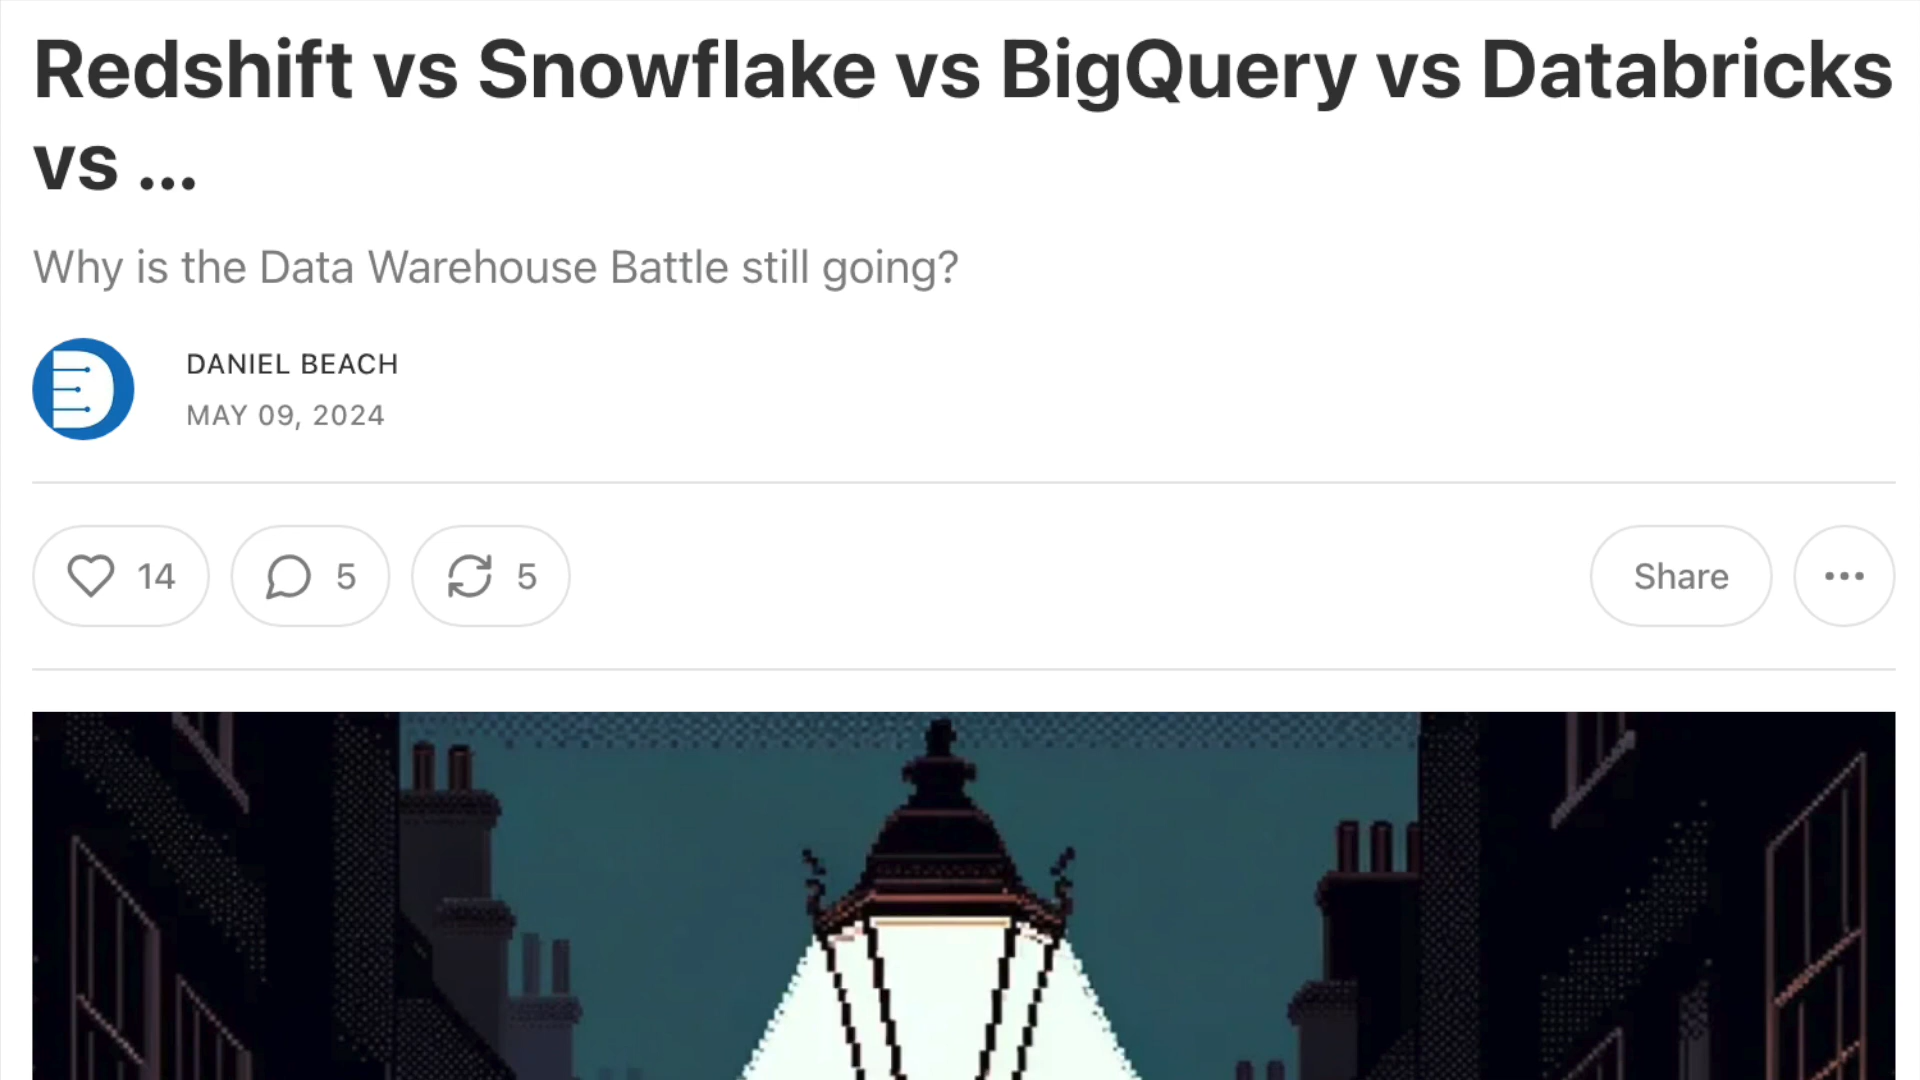 Redshift vs Snowflake vs BigQuery vs Databricks
vs ...
Why is the Data Warehouse Battle still going?
DANIEL BEACH
MAY 09, 2024
14
5
5
Share